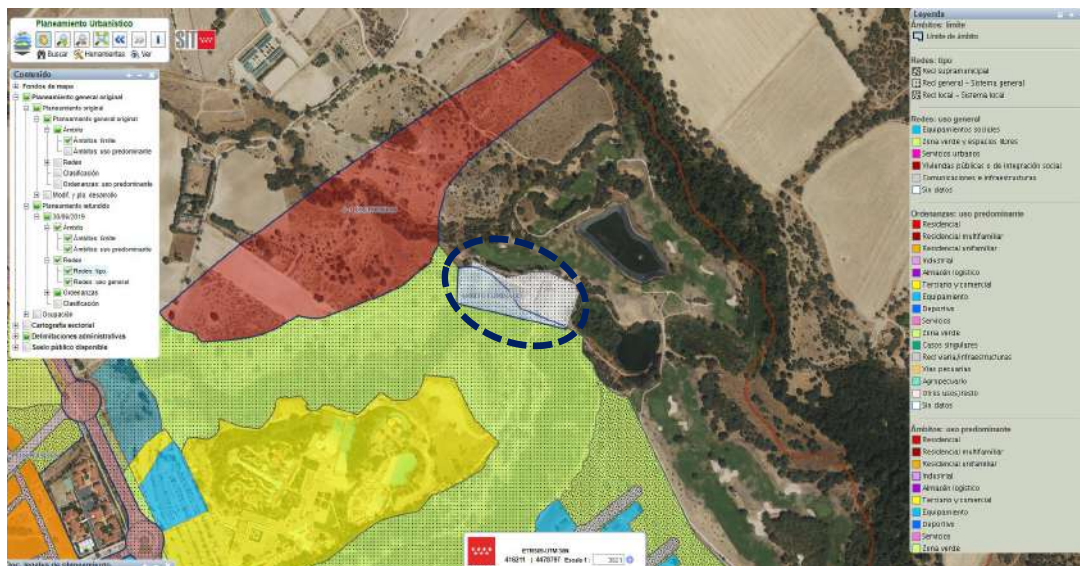 Planeamiento Urbanístico
SIT
Buscar Herramientas Ver
Contenido
Fondos de mapa
Planeamiento general original
Planeamiento original
Planeamiento general original
Ámbito
Ámbitos: límite
Ámbitos: uso predominante
Redes
Clasificación
Ordenanzas: uso predominante
Modif. y pla. desarrollo
Planeamiento refundido
30/06/2019
Ámbito
Ámbitos: límite
Ámbitos: uso predominante
Redes
Redes: tipo
Redes: uso general
Ordenanzas
Clasificación
Ocupación
Cartografía sectorial
Delimitaciones administrativas
Suelo público disponible
ETRS89-UTM 30N
Escala 1:
Leyenda
Ámbitos: límite
Límite de ámbito
Redes: tipo
Red supramunicipal
Red general - Sistema general
Red local - Sistema local
Redes: uso general
Equipamientos sociales
Zona verde y espacios libres
Servicios urbanos
Viviendas públicas o de integración social
Comunicaciones e infraestructuras
Sin datos
Ordenanzas: uso predominante
Residencial
Residencial multifamiliar
Residencial unifamiliar
Industrial
Almacén logístico
Terciario y comercial
Equipamiento
Deportivo
Servicios
Zona verde
Casos singulares
Red viaria/infraestructuras
Vías pecuarias
Agropecuario
Otros usos/resto
Sin datos
Ámbitos: uso predominante
Residencial
Residencial multifamiliar
Residencial unifamiliar
Industrial
Almacén logístico
Terciario y comercial
Equipamiento
Deportivo
Servicios
Zona verde